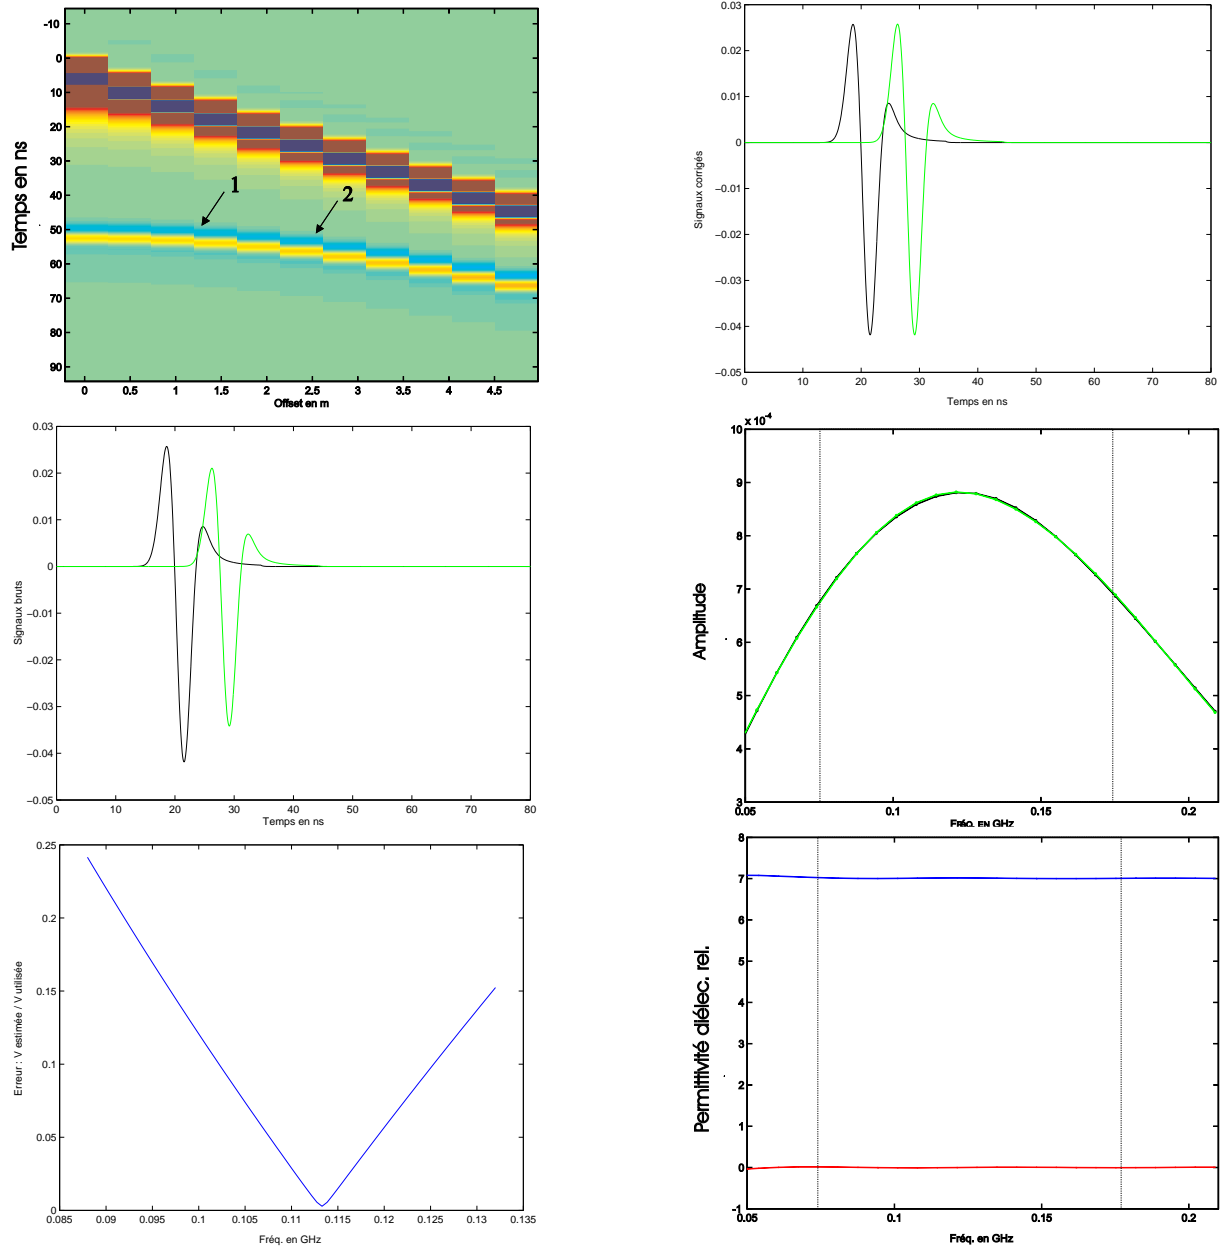 -10
0
10
20
30
40
50
60
70
80
90
Temps en ns
1
2
0 0.5 1 1.5 2 2.5 3 3.5 4 4.5
Offset en m
0.03
0.02
0.01
0
−0.01
−0.02
−0.03
−0.04
−0.05
Signaux corrigés
0 10 20 30 40 50 60 70 80
Temps en ns
0.03
0.02
0.01
0
−0.01
−0.02
−0.03
−0.04
−0.05
Signaux bruts
0 10 20 30 40 50 60 70 80
Temps en ns
x 10-4
10
9
8
7
6
5
4
3
Amplitude
0.05 0.1 0.15 0.2
Fréq. EN GHz
0.25
0.2
0.15
0.1
0.05
0
Erreur : V estimée / V utilisée
0.085 0.09 0.095 0.1 0.105 0.11 0.115 0.12 0.125 0.13 0.135
Fréq. en GHz
8
7
6
5
4
3
2
1
0
-1
Permittivité diélec. rel.
0.05 0.1 0.15 0.2
Fréq. en GHz